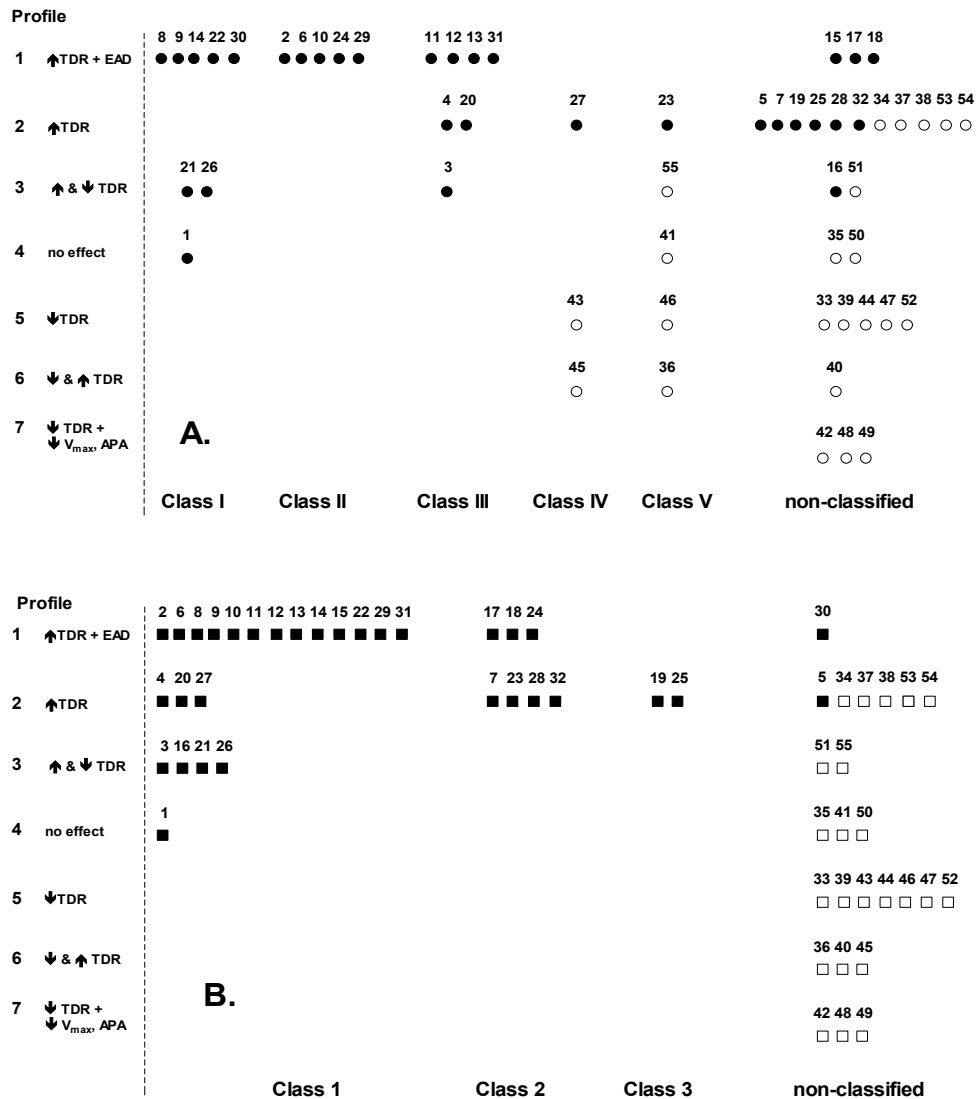 Profile
8 9 14 22 30 2 6 10 24 29 11 12 13 31 15 17 18
1 ↑TDR + EAD
4 20 27 23 5 7 19 25 28 32 34 37 38 53 54
2 ↑TDR
21 26 3 55 16 51
3 ↑ & ↓ TDR
1 41 35 50
4 no effect
43 46 33 39 44 47 52
5 ↓TDR
45 36 40
6 ↓ & ↑ TDR
42 48 49
7 ↓ TDR +
↓ Vmax, APA
A.
Class I Class II Class III Class IV Class V non-classified
Profile
2 6 8 9 10 11 12 13 14 15 22 29 31 17 18 24 30
1 ↑TDR + EAD
4 20 27 7 23 28 32 19 25 5 34 37 38 53 54
2 ↑TDR
3 16 21 26 51 55
3 ↑ & ↓ TDR
1 35 41 50
4 no effect
33 39 43 44 46 47 52
5 ↓TDR
36 40 45
6 ↓ & ↑ TDR
B.
42 48 49
7 ↓ TDR +
↓ Vmax, APA
Class 1 Class 2 Class 3 non-classified